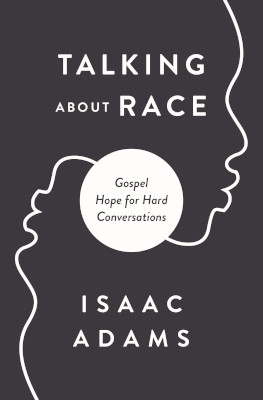 TALKING
ABOUT RACE
Gospel
Hope for Hard
Conversations
ISAAC
ADAMS